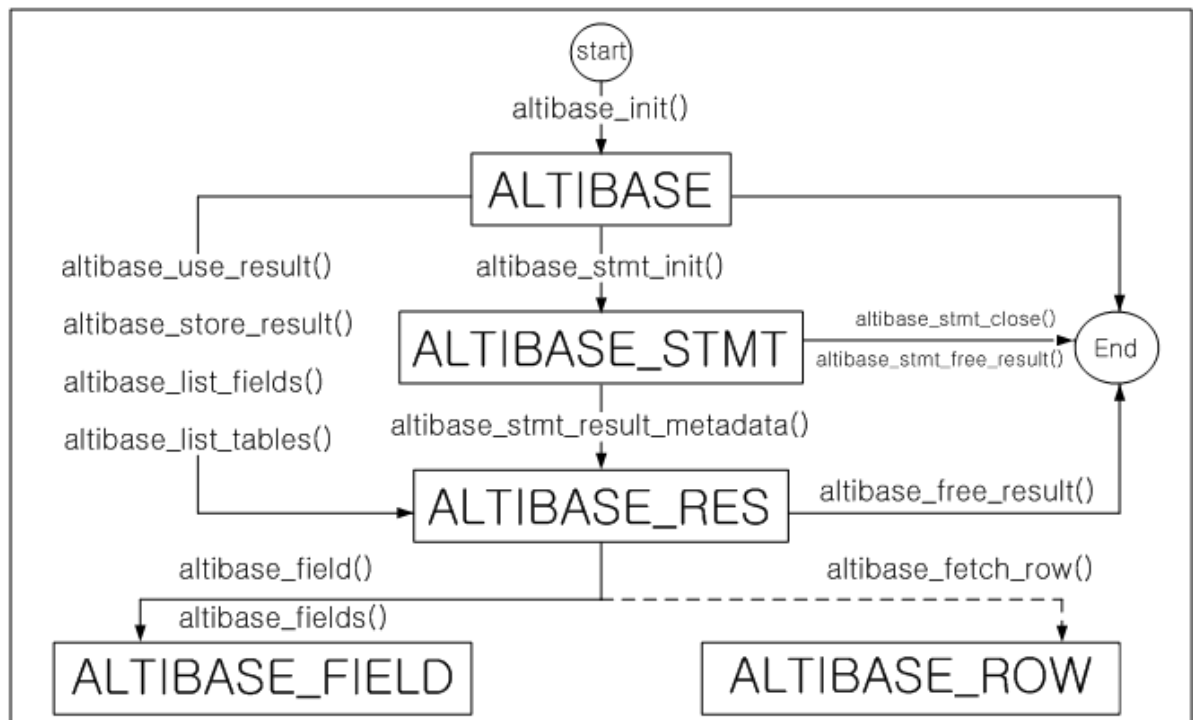 start
altibase_init()
ALTIBASE
altibase_use_result()
altibase_stmt_init()
altibase_store_result()
altibase_stmt_close()
ALTIBASE_STMT
End
altibase_stmt_free_result()
altibase_list_fields()
altibase_list_tables()
altibase_stmt_result_metadata()
ALTIBASE_RES
altibase_free_result()
altibase_field()
altibase_fetch_row()
altibase_fields()
ALTIBASE_FIELD
ALTIBASE_ROW